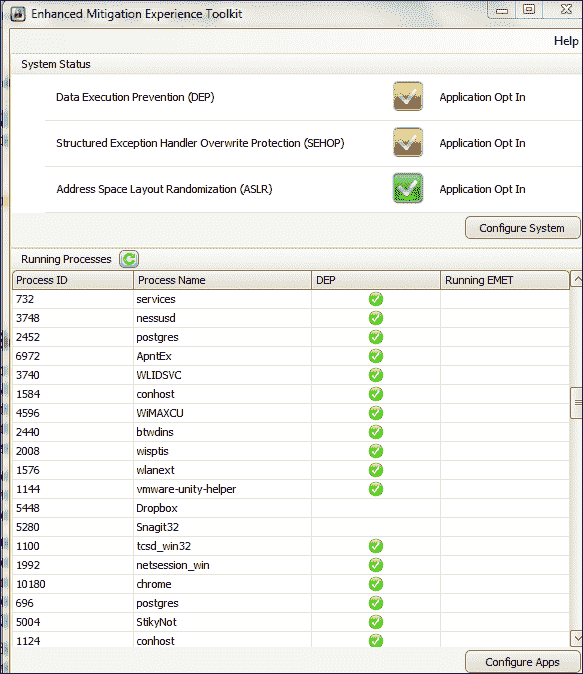 Enhanced Mitigation Experience Toolkit
Help
System Status
Data Execution Prevention (DEP) Application Opt In
Structured Exception Handler Overwrite Protection (SEHOP) Application Opt In
Address Space Layout Randomization (ASLR) Application Opt In
Configure System
Running Processes
Process ID Process Name DEP Running EMET
732 services
3748 nessusd
2452 postgres
6972 ApntEx
3740 WLIDSVC
1584 conhost
4596 WiMAXCU
2440 btwdins
2008 wisptis
1576 wlanext
1144 vmware-unity-helper
5448 Dropbox
5280 Snagit32
1100 tcsd_win32
1992 netsession_win
10180 chrome
696 postgres
5004 StikyNot
1124 conhost
Configure Apps